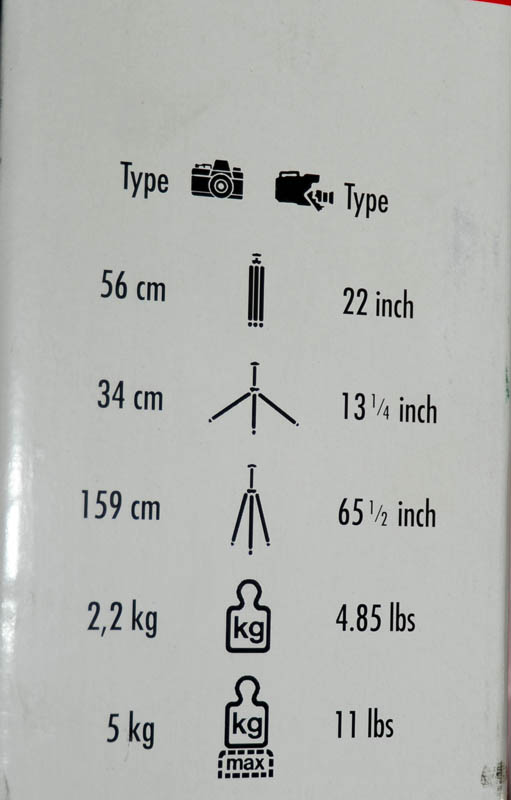 Type Type
56 cm 22 inch
34 cm 13 1/4 inch
159 cm 65 1/2 inch
2,2 kg kg 4.85 lbs
5 kg kg 11 lbs
max